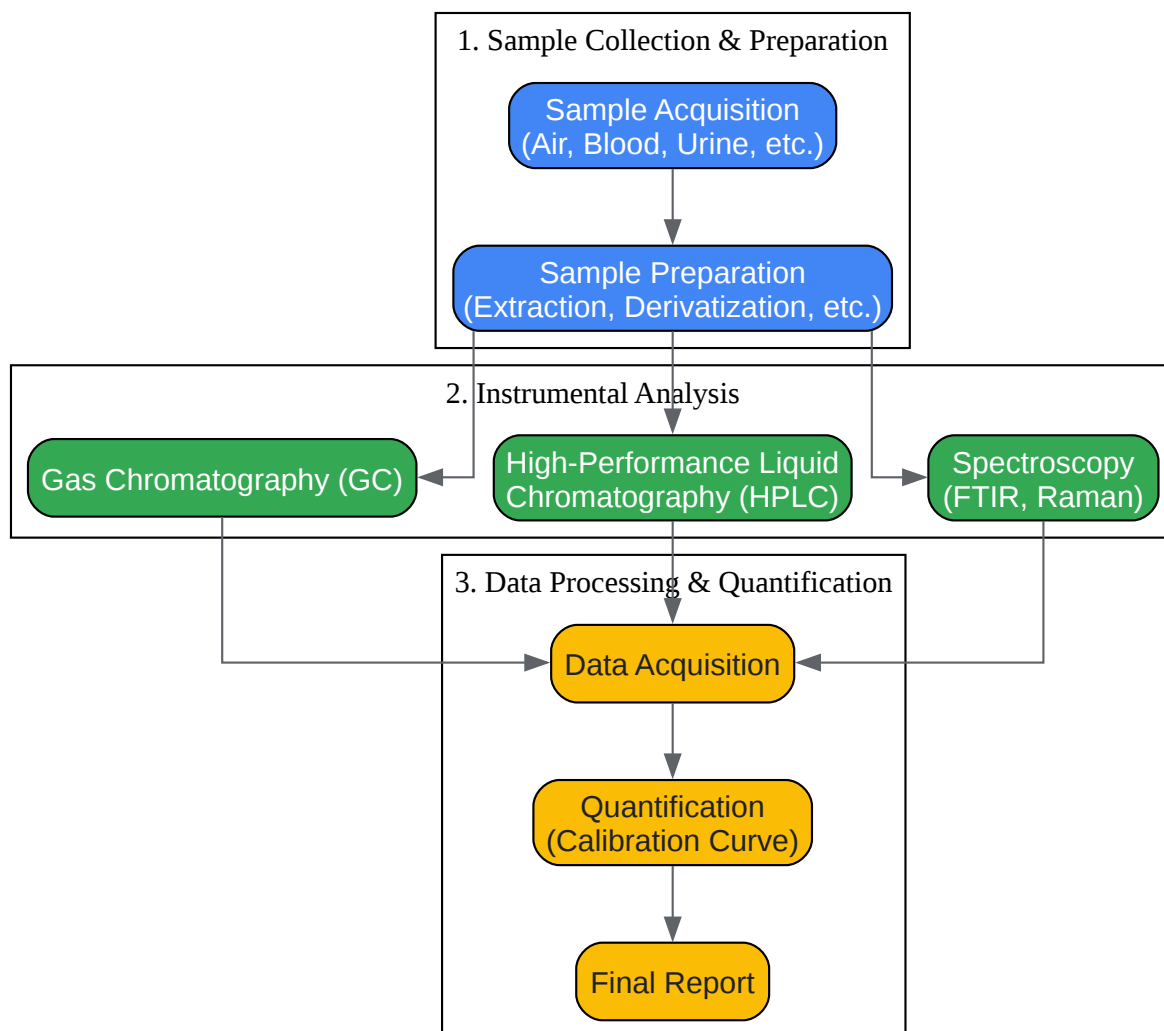 1. Sample Collection & Preparation
Sample Acquisition
(Air, Blood, Urine, etc.)
Sample Preparation
(Extraction, Derivatization, etc.)
2. Instrumental Analysis
Gas Chromatography (GC)
High-Performance Liquid
Chromatography (HPLC)
Spectroscopy
(FTIR, Raman)
3. Data Processing & Quantification
Data Acquisition
Quantification
(Calibration Curve)
Final Report